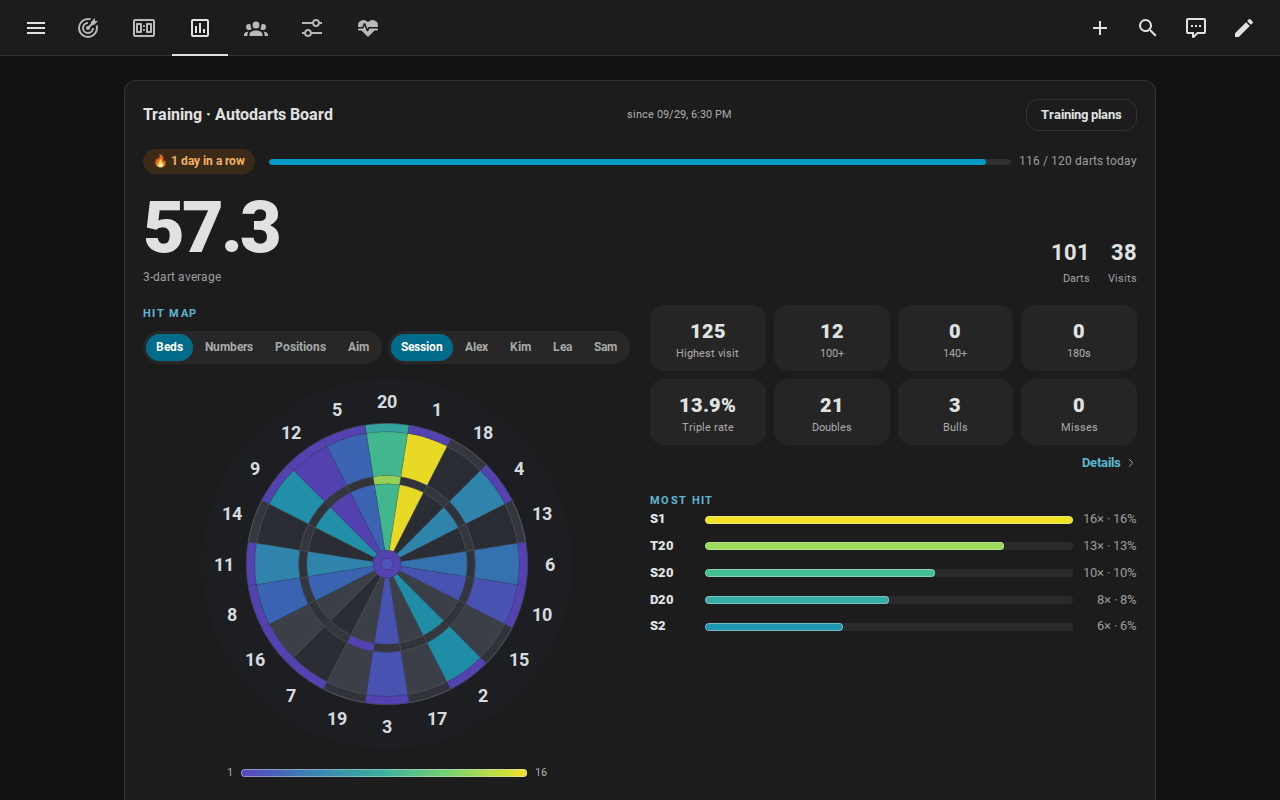 Training · Autodarts Board
since 09/29, 6:30 PM
Training plans
🔥 1 day in a row
116 / 120 darts today
57.3
3-dart average
101 38
Darts Visits
HIT MAP
Beds Numbers Positions Aim
Session Alex Kim Lea Sam
20
1
18
4
13
6
10
15
2
17
3
19
7
16
8
11
14
9
12
5
1
16
125
Highest visit
12
100+
0
140+
0
180s
13.9%
Triple rate
21
Doubles
3
Bulls
0
Misses
Details
MOST HIT
S1 16× · 16%
T20 13× · 13%
S20 10× · 10%
D20 8× · 8%
S2 6× · 6%